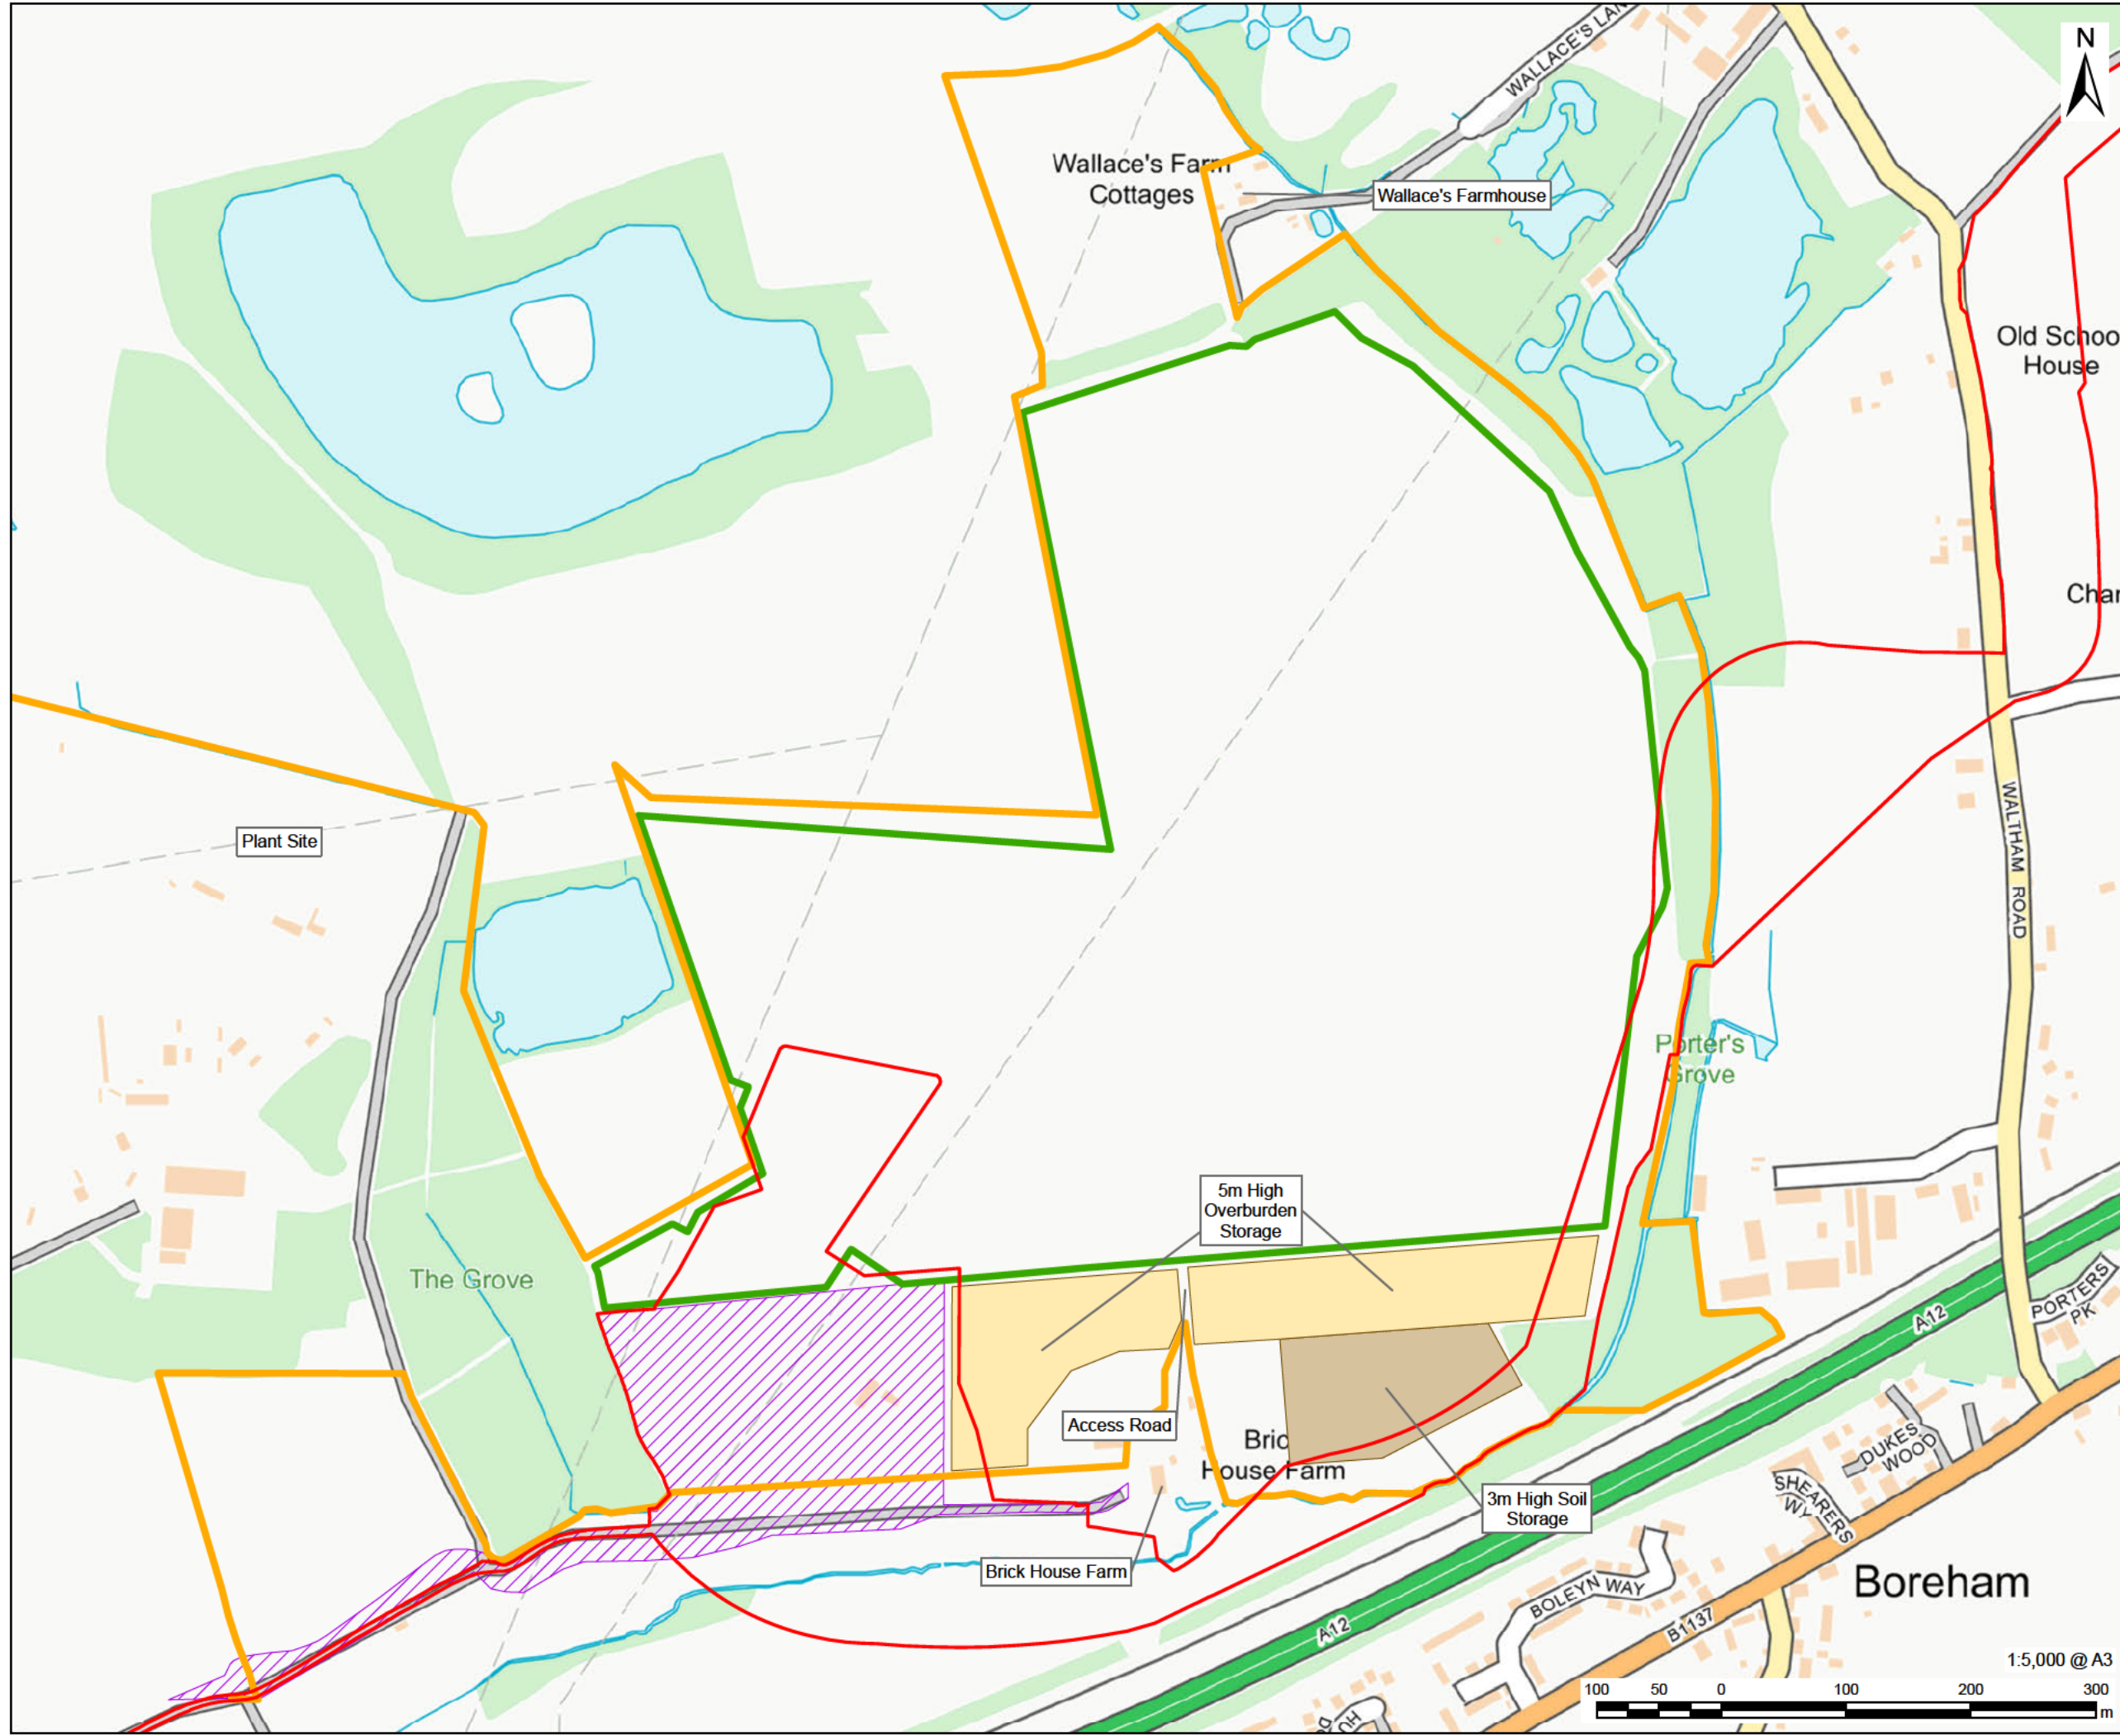 WALLACE'S LAN
N
Wallace's Farm
Cottages
Wallace's Farmhouse
Old Schoo
House
Char
Plant Site
WALTHAM ROAD
Porter's
Grove
5m High
Overburden
Storage
The Grove
PORTERS
PK
A12
Access Road
Bric
House Farm
DUKES
WOOD
SHEARERS
WY
3m High Soil
Storage
Brick House Farm
BOLEYN WAY
Boreham
B1137
A12
1:5,000 @ A3
100 50 0 100 200 300
m